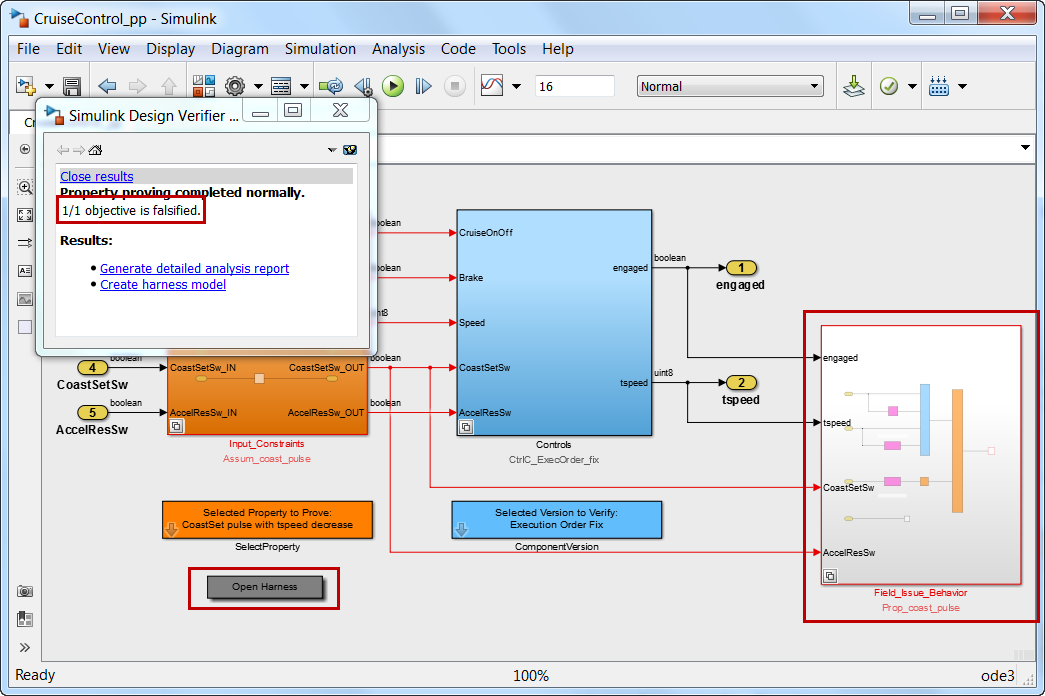 CruiseControl_pp - Simulink
File Edit View Display Diagram Simulation Analysis Code Tools Help
16
Normal
Simulink Design Verifier ...
Close results
Property proving completed normally.
1/1 objective is falsified.
Results:
• Generate detailed analysis report
• Create harness model
CruiseOnOff
Brake
Speed
CoastSetSw
AccelResSw
engaged
tspeed
Controls
CtrlC_ExecOrder_fix
boolean
1
engaged
uint8
2
tspeed
4
CoastSetSw
boolean
5
AccelResSw
boolean
CoastSetSw_IN
CoastSetSw_OUT
AccelResSw_IN
AccelResSw_OUT
Input_Constraints
Assum_coast_pulse
boolean
boolean
engaged
tspeed
CoastSetSw
AccelResSw
Field_Issue_Behavior
Prop_coast_pulse
Selected Property to Prove:
CoastSet pulse with tspeed decrease
SelectProperty
Selected Version to Verify:
Execution Order Fix
ComponentVersion
Open Harness
Ready
100%
ode3